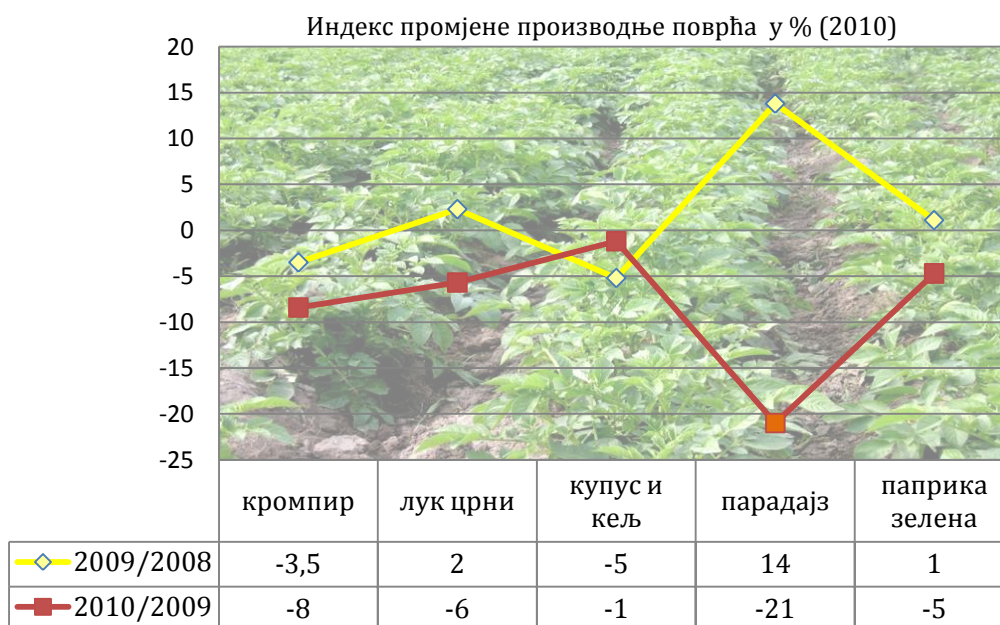 Индекс промјене производње поврћа у % (2010)
20
15
10
5
0
-5
-10
-15
-20
-25
кромпир лук црни купус и кељ парадајз паприка зелена
2009/2008 -3,5 2 -5 14 1
2010/2009 -8 -6 -1 -21 -5